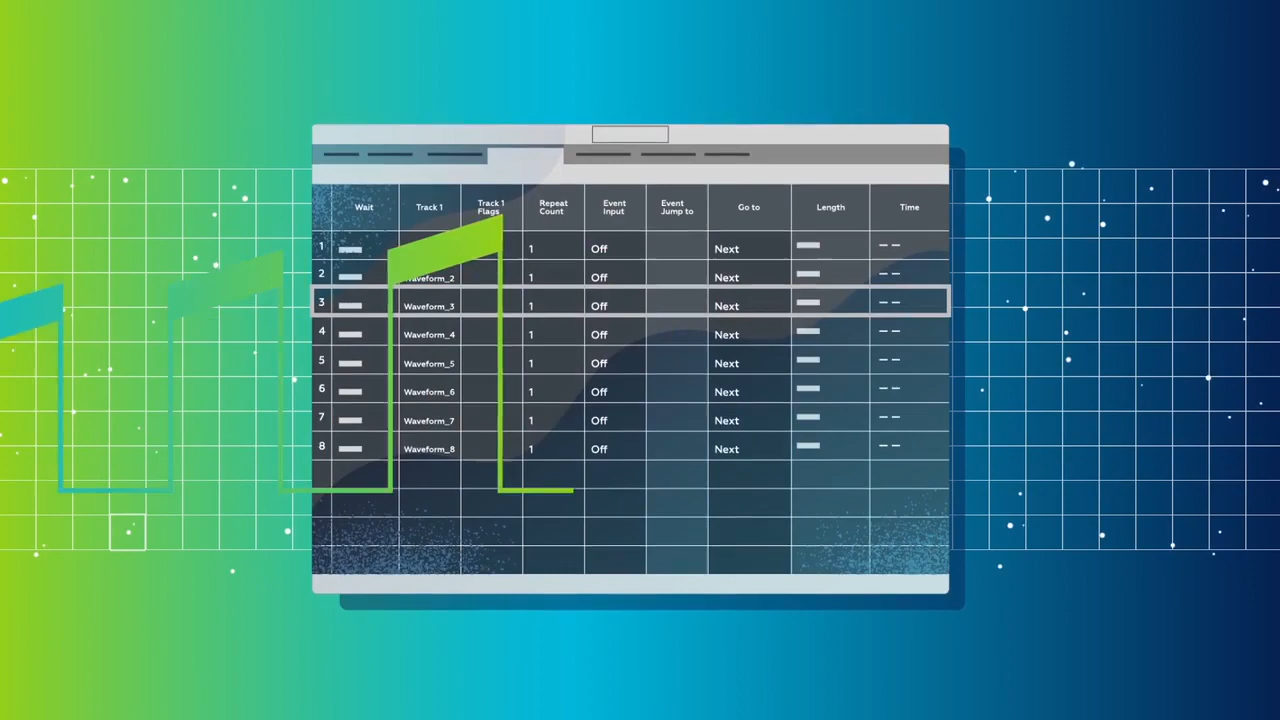 Wait Track 1 Track 1 Flags Repeat Count Event Input Event Jump to Go to Length Time
1 1 Off Next
2 Waveform_2 1 Off Next
3 Waveform_3 1 Off Next
4 Waveform_4 1 Off Next
5 Waveform_5 1 Off Next
6 Waveform_6 1 Off Next
7 Waveform_7 1 Off Next
8 Waveform_8 1 Off Next